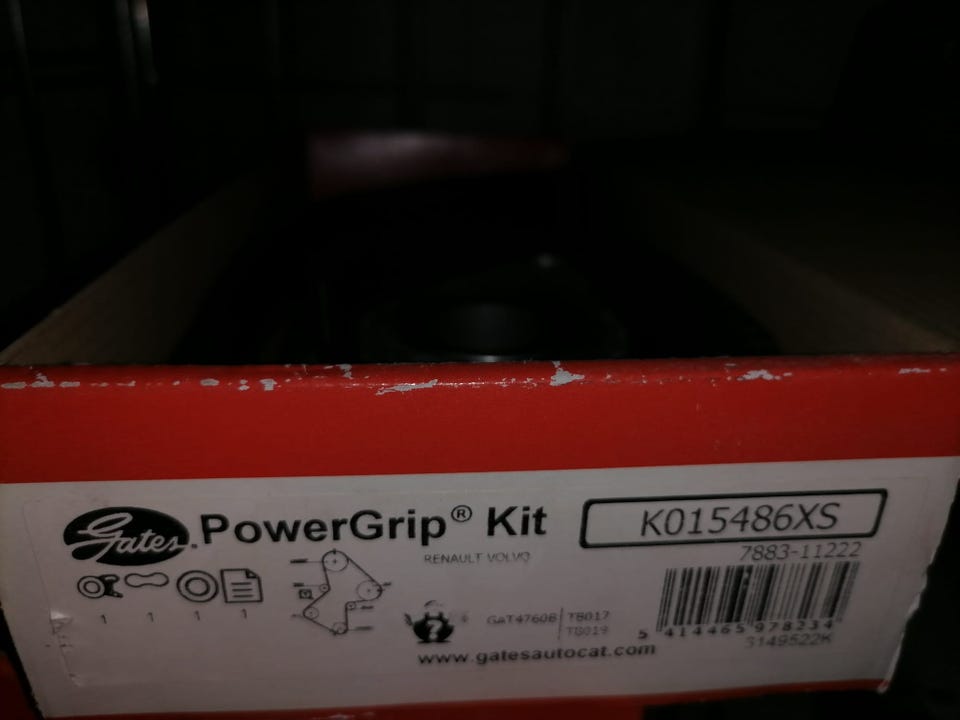 Gates
PowerGrip® Kit
K015486XS
RENAULT VOLVO
7883-11222
1 1 1 1
GAT4760B TB017
TB019
5 414465 978234
3149522K
www.gatesautocat.com